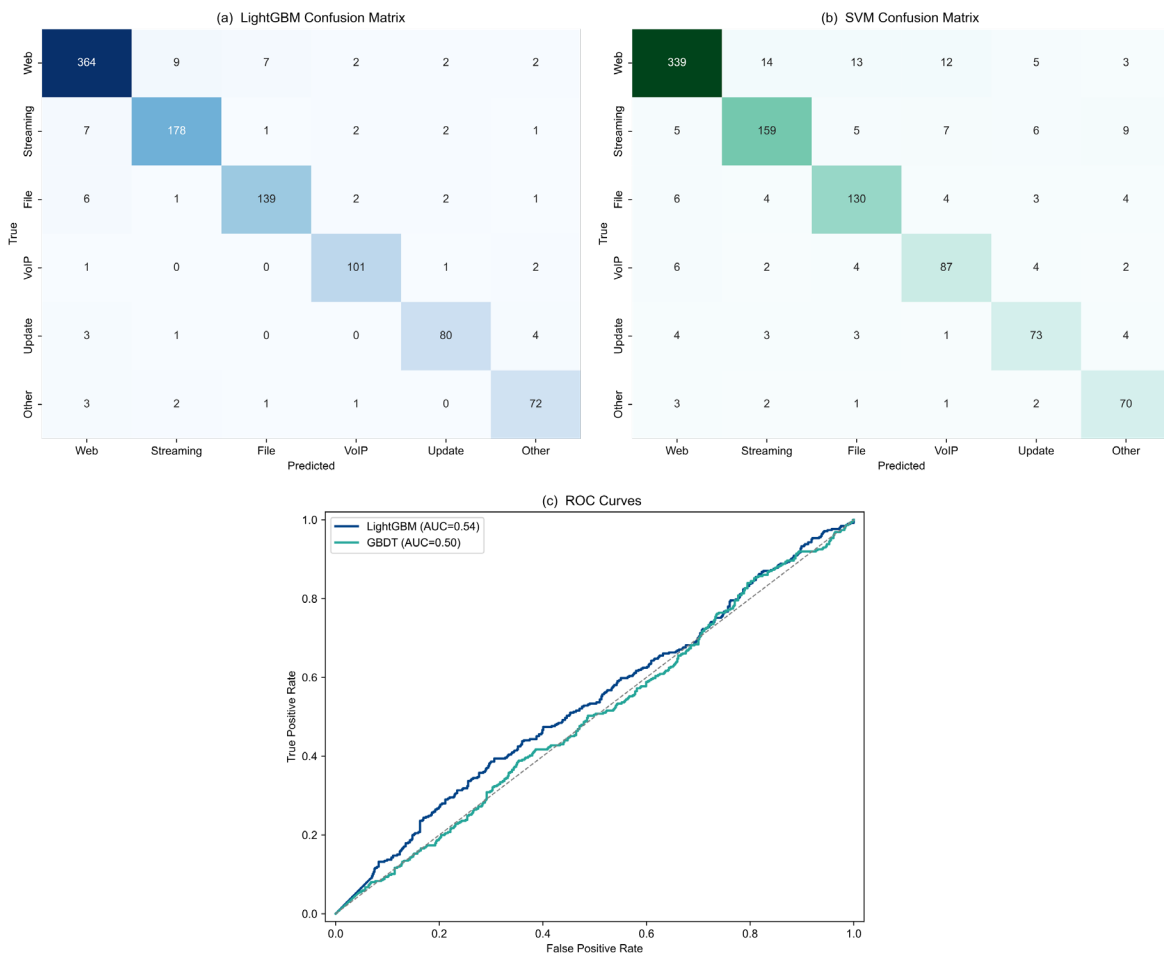 (a) LightGBM Confusion Matrix
True
Web 364 9 7 2 2 2
Streaming 7 178 1 2 2 1
File 6 1 139 2 2 1
VoIP 1 0 0 101 1 2
Update 3 1 0 0 80 4
Other 3 2 1 1 0 72
Web Streaming File VoIP Update Other
Predicted
(b) SVM Confusion Matrix
True
Web 339 14 13 12 5 3
Streaming 5 159 5 7 6 9
File 6 4 130 4 3 4
VoIP 6 2 4 87 4 2
Update 4 3 3 1 73 4
Other 3 2 1 1 2 70
Web Streaming File VoIP Update Other
Predicted
(c) ROC Curves
LightGBM (AUC=0.54)
GBDT (AUC=0.50)
True Positive Rate
1.0
0.8
0.6
0.4
0.2
0.0
0.0 0.2 0.4 0.6 0.8 1.0
False Positive Rate